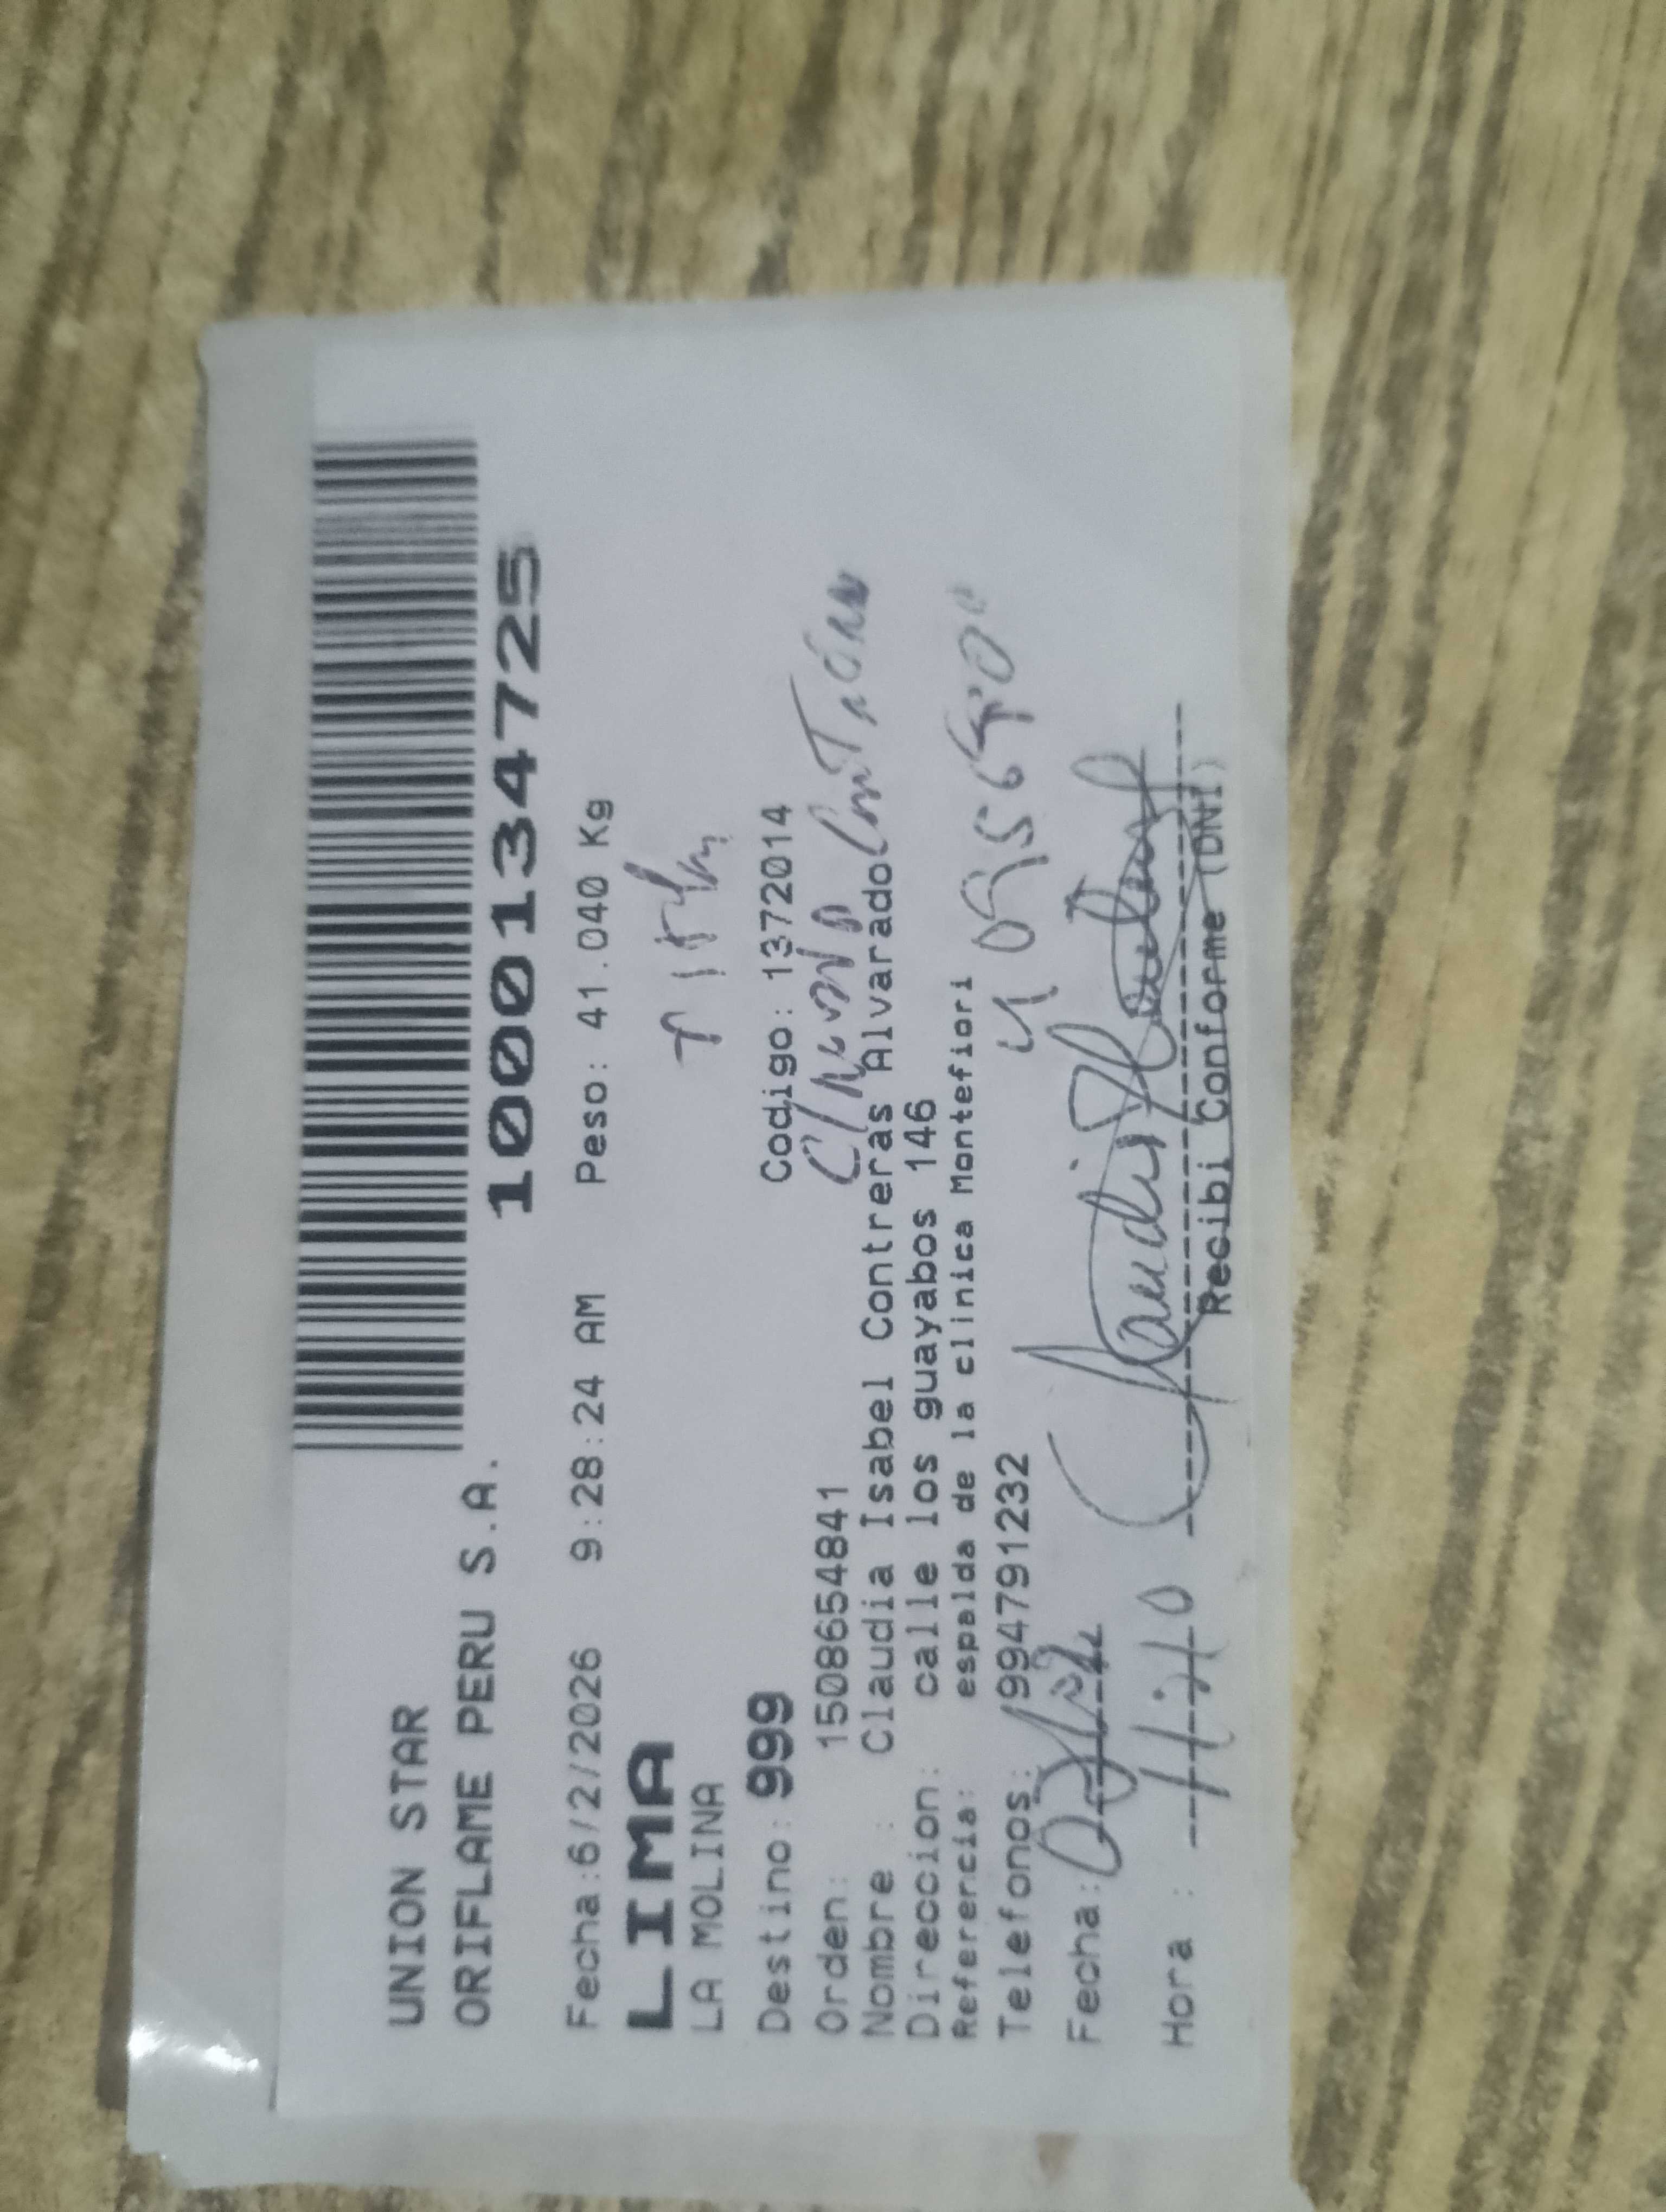 UNION STAR
ORIFLAME PERU S.A.
1000134725
Fecha:6/2/2026 9:28:24 AM Peso: 41.040 Kg
LIMA
LA MOLINA
Destino: 999 Codigo: 1372014
Orden: 1508654841
Nombre : Claudia Isabel Contreras Alvarado
Direccion: calle los guayabos 146
Referencia: espalda de la clinica Montefiori
Telefonos: /994791232
Fecha:
Hora : 11:40
Recibi Conforme (DNI)